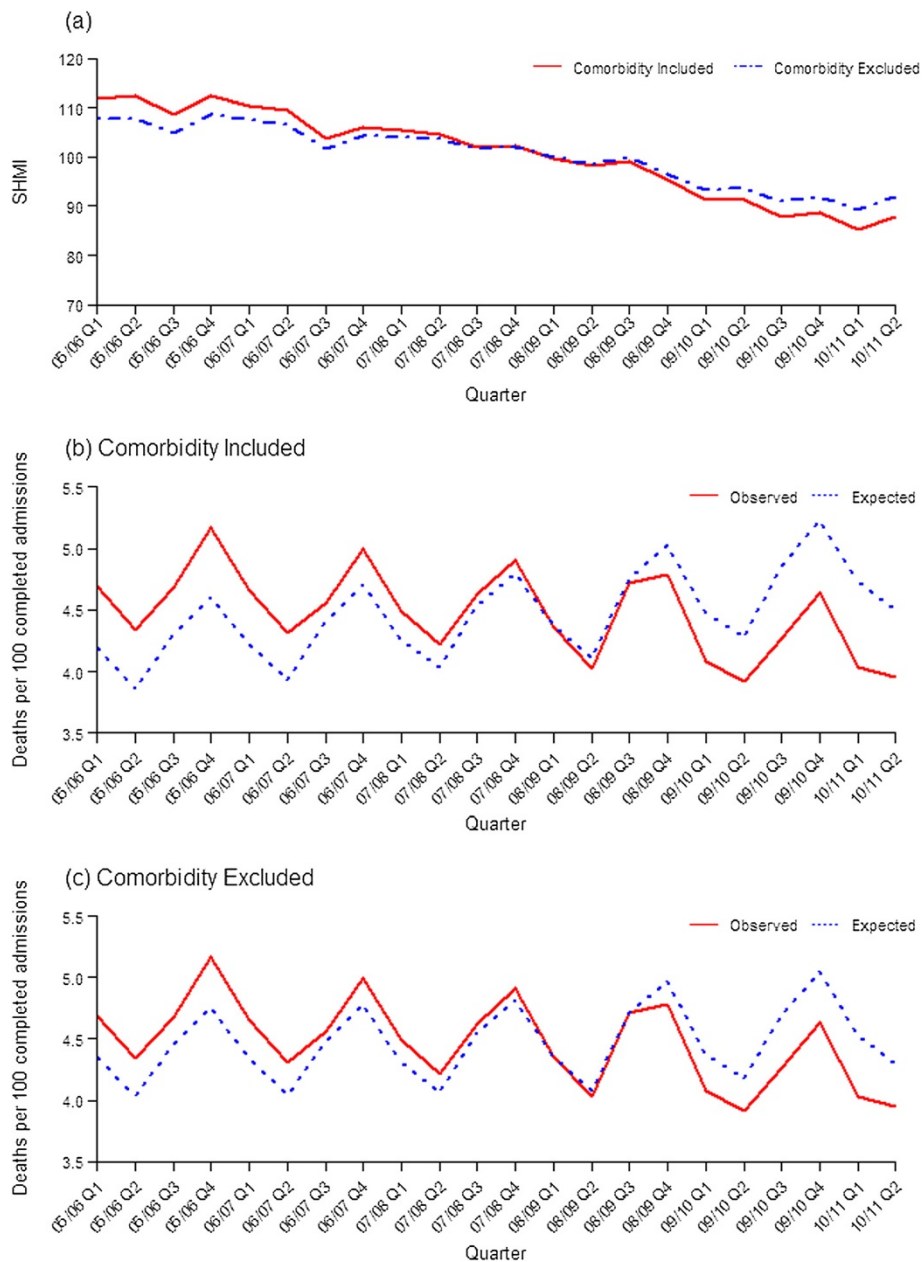 (a)
120
110
100
90
80
70
SHMI
Comorbidity Included
Comorbidity Excluded
05/06 Q1
05/06 Q2
05/06 Q3
05/06 Q4
06/07 Q1
06/07 Q2
06/07 Q3
06/07 Q4
07/08 Q1
07/08 Q2
07/08 Q3
07/08 Q4
08/09 Q1
08/09 Q2
08/09 Q3
08/09 Q4
09/10 Q1
09/10 Q2
09/10 Q3
09/10 Q4
10/11 Q1
10/11 Q2
Quarter
(b) Comorbidity Included
Deaths per 100 completed admissions
5.5
5.0
4.5
4.0
3.5
Observed
Expected
05/06 Q1
05/06 Q2
05/06 Q3
05/06 Q4
06/07 Q1
06/07 Q2
06/07 Q3
06/07 Q4
07/08 Q1
07/08 Q2
07/08 Q3
07/08 Q4
08/09 Q1
08/09 Q2
08/09 Q3
08/09 Q4
09/10 Q1
09/10 Q2
09/10 Q3
09/10 Q4
10/11 Q1
10/11 Q2
Quarter
(c) Comorbidity Excluded
Deaths per 100 completed admissions
5.5
5.0
4.5
4.0
3.5
Observed
Expected
05/06 Q1
05/06 Q2
05/06 Q3
05/06 Q4
06/07 Q1
06/07 Q2
06/07 Q3
06/07 Q4
07/08 Q1
07/08 Q2
07/08 Q3
07/08 Q4
08/09 Q1
08/09 Q2
08/09 Q3
08/09 Q4
09/10 Q1
09/10 Q2
09/10 Q3
09/10 Q4
10/11 Q1
10/11 Q2
Quarter